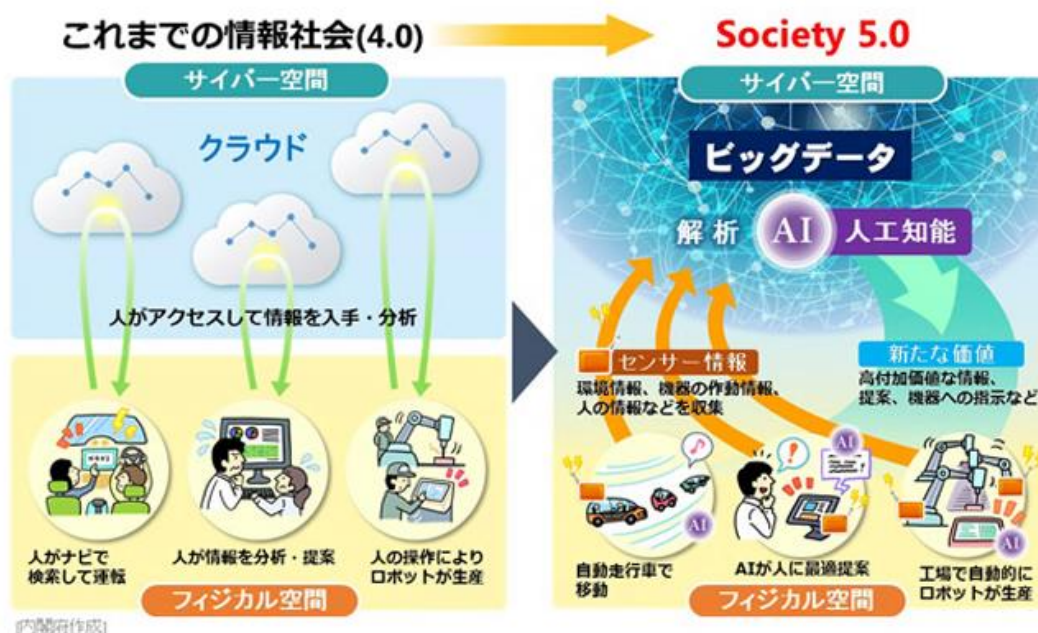 これまでの情報社会(4.0)
Society 5.0
サイバー空間
クラウド
人がアクセスして情報を入手・分析
人がナビで
検索して運転
人が情報を分析・提案
人の操作により
ロボットが生産
フィジカル空間
サイバー空間
ビッグデータ
解析
AI
人工知能
センサー情報
環境情報、機器の作動情報、
人の情報などを収集
新たな価値
高付加価値な情報、
提案、機器への指示など
AI
AI
AI
自動走行車で
移動
AIが人に最適提案
工場で自動的に
ロボットが生産
フィジカル空間
[内閣府作成]